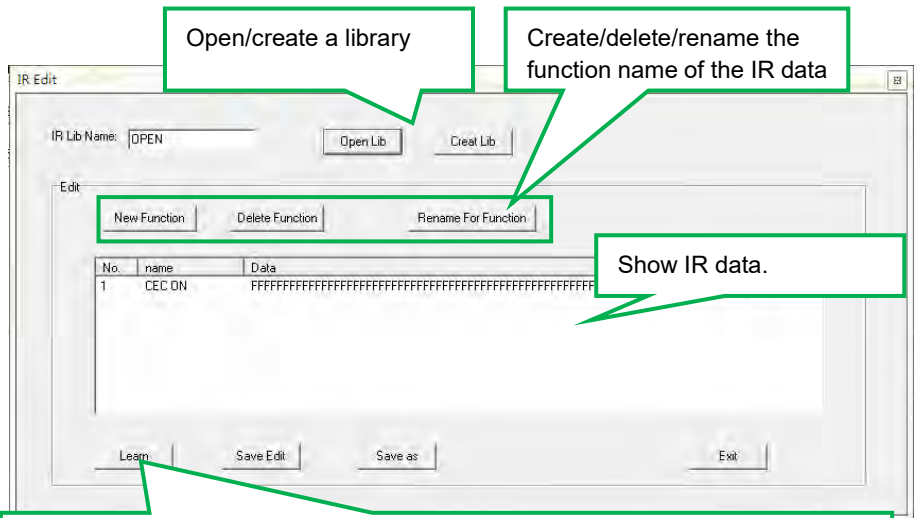 Open/create a library
Create/delete/rename the
function name of the IR data
IR Edit
IR Lib Name: OPEN
Open Lib
Creat Lib
Edit
New Function
Delete Function
Rename For Function
No. name Data
Show IR data.
1 CEC ON
Learn
Save Edit
Save as
Exit